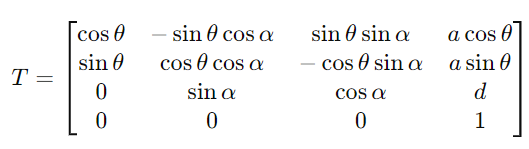 T = [ cos θ   − sin θ cos α   sin θ sin α   a cos θ
sin θ   cos θ cos α   − cos θ sin α   a sin θ
0   sin α   cos α   d
0   0   0   1 ]